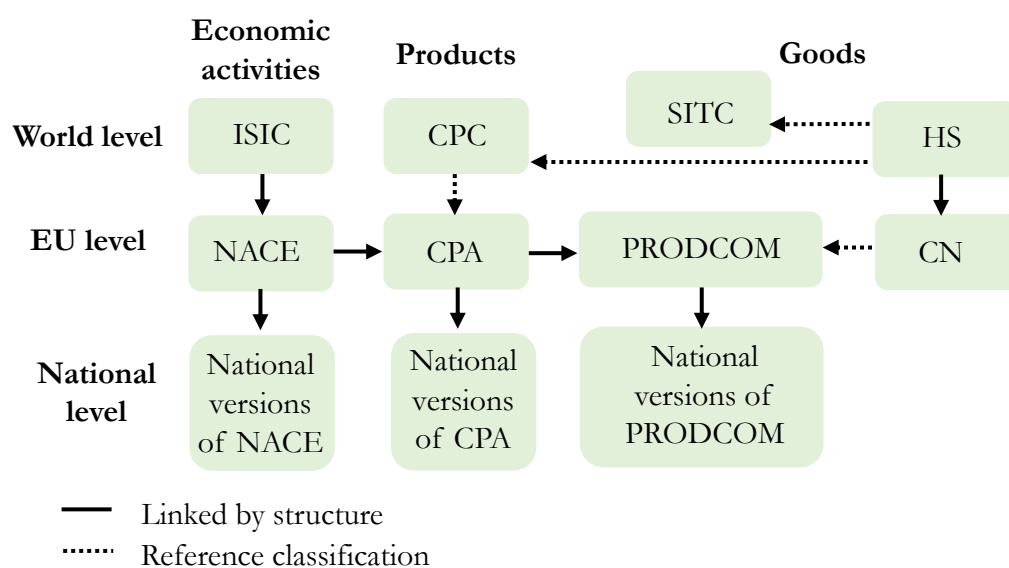 Economic
activities
Products
Goods
World level
ISIC
CPC
SITC
HS
EU level
NACE
CPA
PRODCOM
CN
National
level
National
versions
of NACE
National
versions
of CPA
National
versions of
PRODCOM
Linked by structure
Reference classification